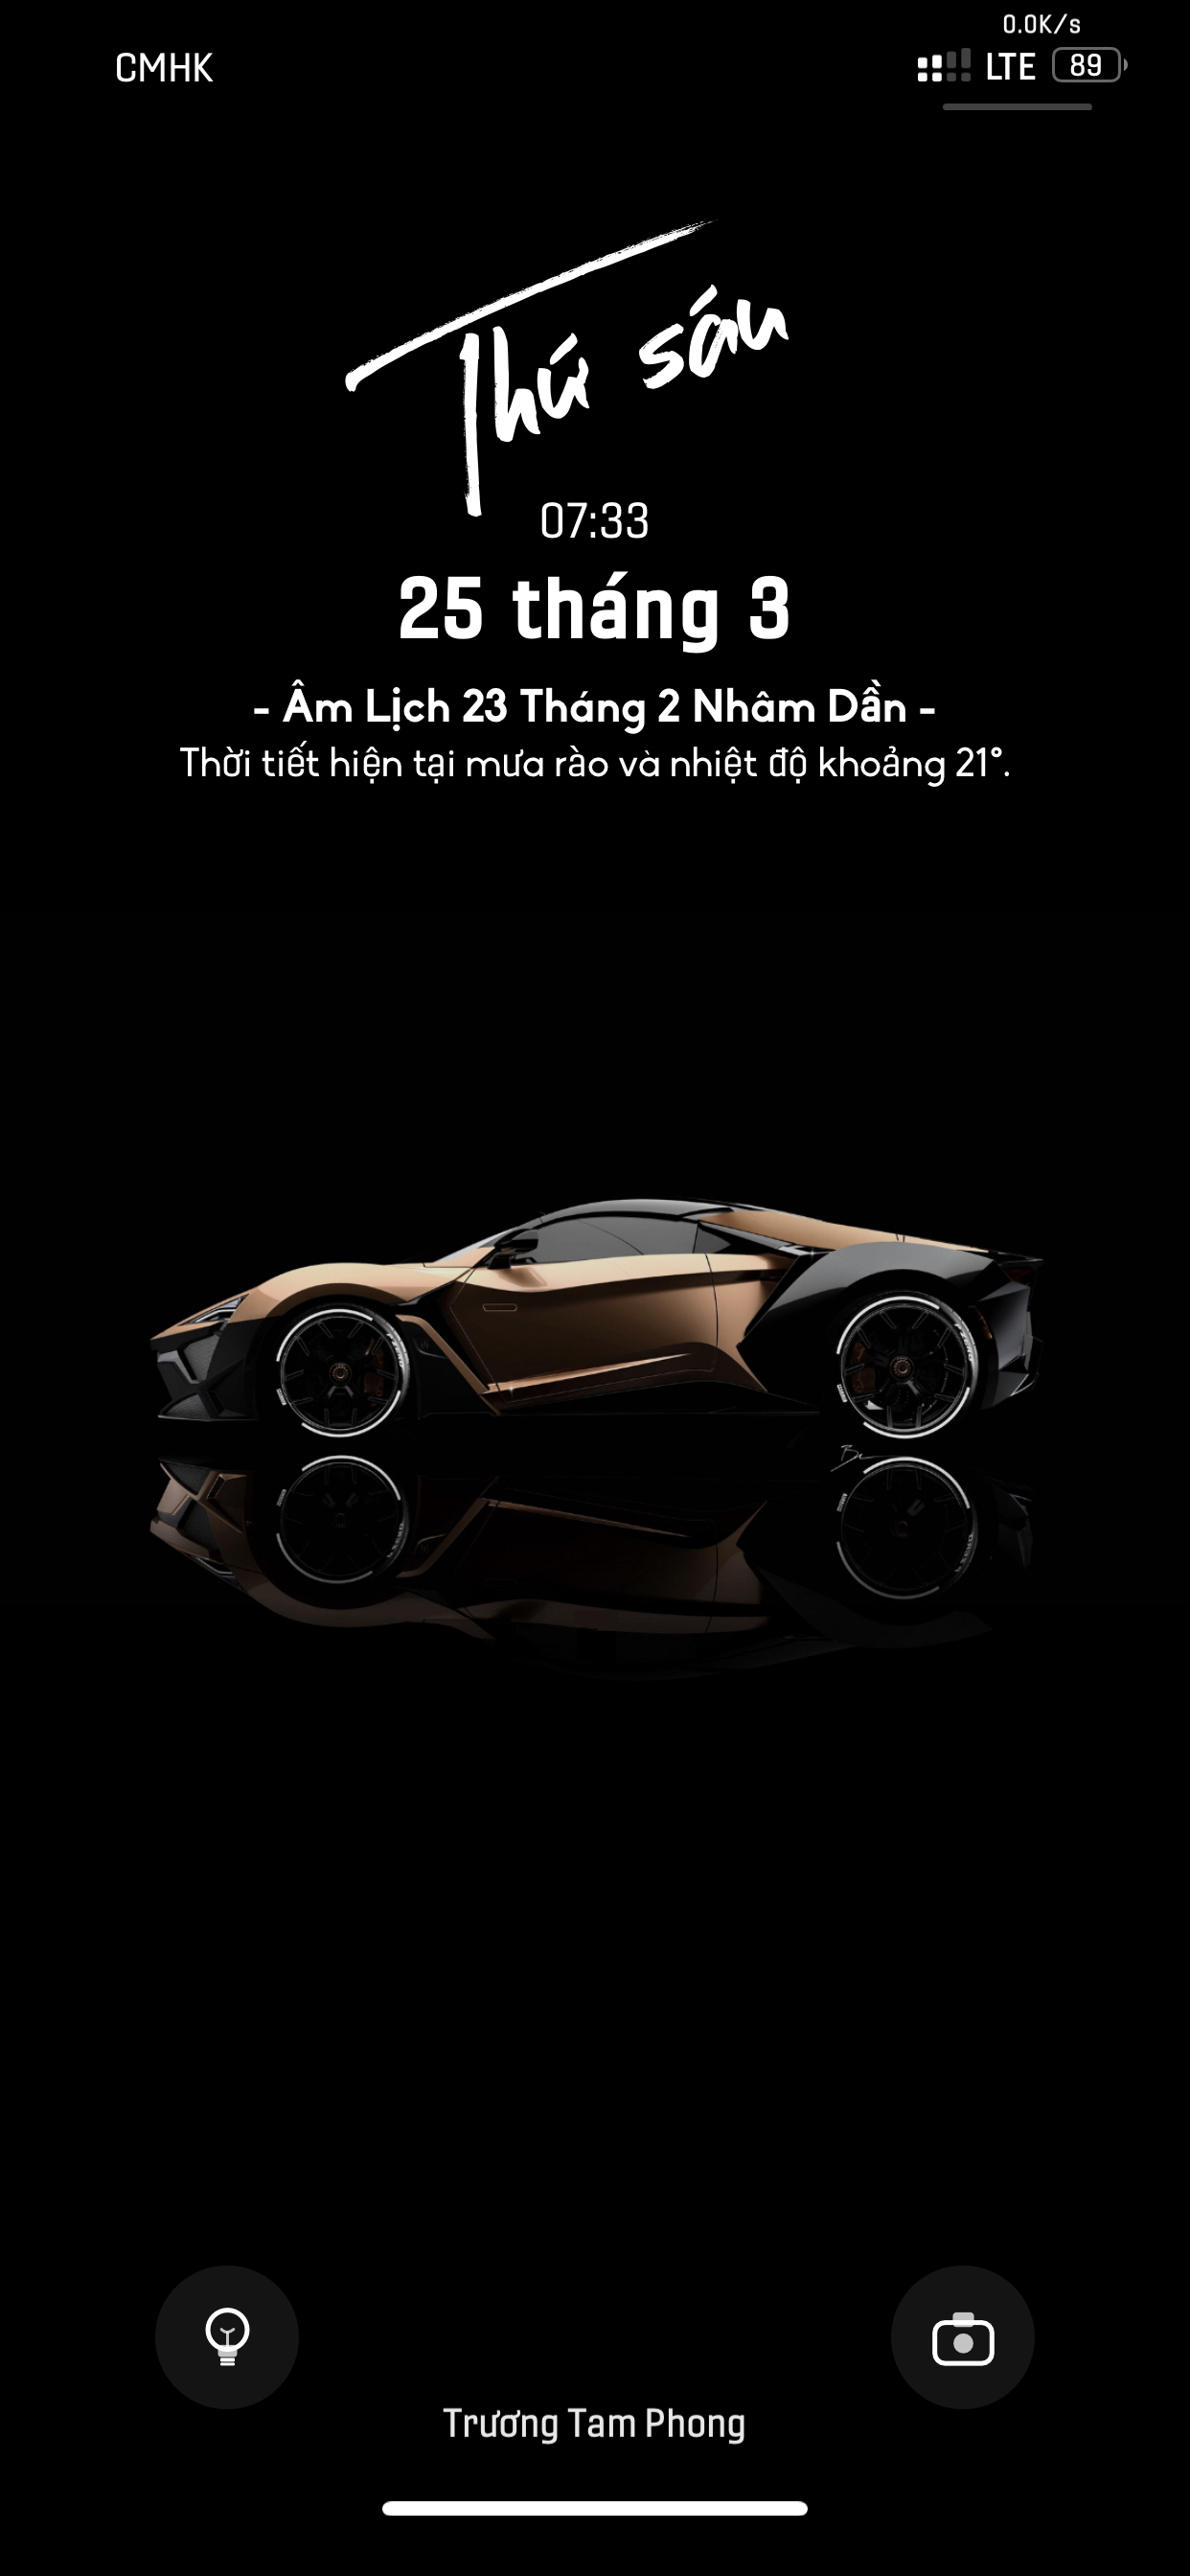 0.0K/s
CMHK
LTE 89
Thứ sáu
07:33
25 tháng 3
- Âm Lịch 23 Tháng 2 Nhâm Dần -
Thời tiết hiện tại mưa rào và nhiệt độ khoảng 21°.
Trương Tam Phong